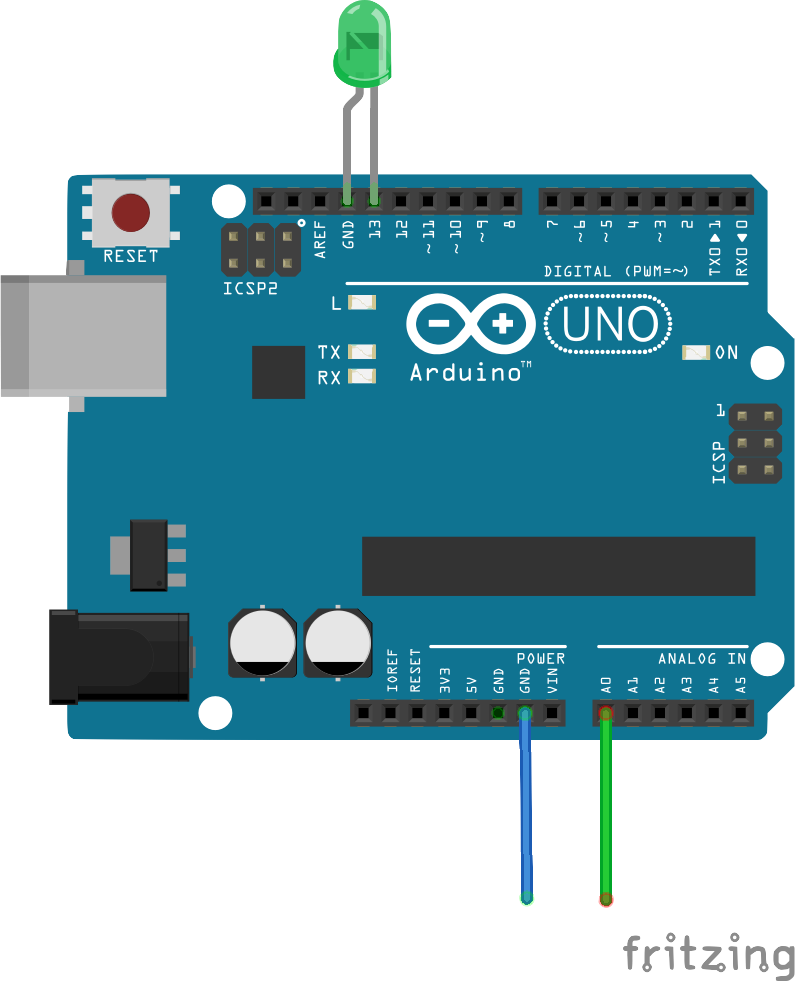 RESET
ICSP2
AREF
GND
13
12
~11
~10
~9
8
7
~6
~5
4
~3
2
TX0▶1
RX0◀0
DIGITAL (PWM=~)
L
TX
RX
Arduino™
UNO
ON
1
ICSP
IOREF
RESET
3V3
5V
GND
GND
VIN
POWER
A0
A1
A2
A3
A4
A5
ANALOG IN
fritzing